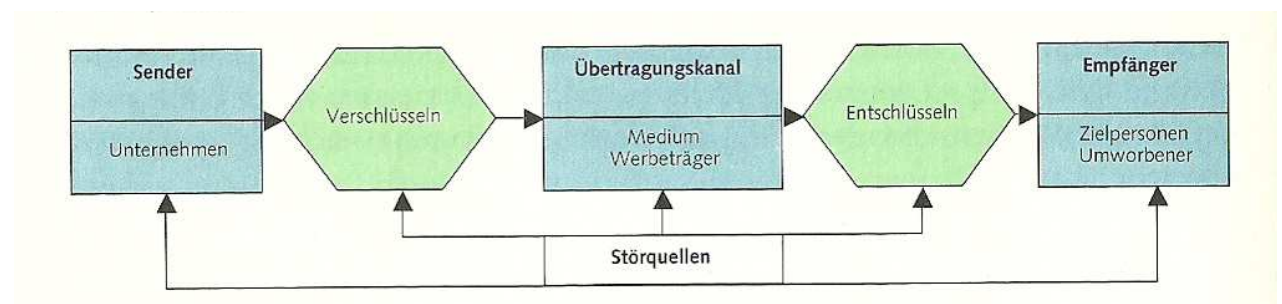 Sender
Unternehmen
Verschlüsseln
Übertragungskanal
Medium
Werbeträger
Entschlüsseln
Empfänger
Zielpersonen
Umworbener
Störquellen